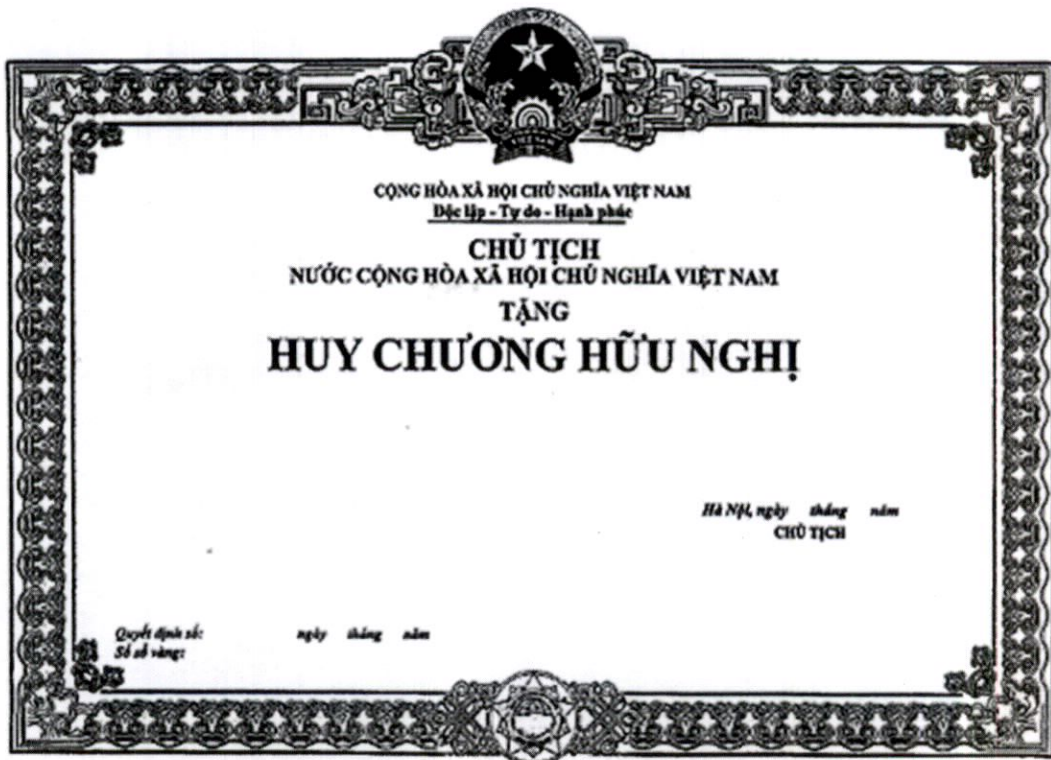 CỘNG HÒA XÃ HỘI CHỦ NGHĨA VIỆT NAM
Độc lập - Tự do - Hạnh phúc
CHỦ TỊCH
NƯỚC CỘNG HÒA XÃ HỘI CHỦ NGHĨA VIỆT NAM
TẶNG
HUY CHƯƠNG HỮU NGHỊ
Hà Nội, ngày tháng năm
CHỦ TỊCH
Quyết định số: ngày tháng năm
Số sổ vàng: